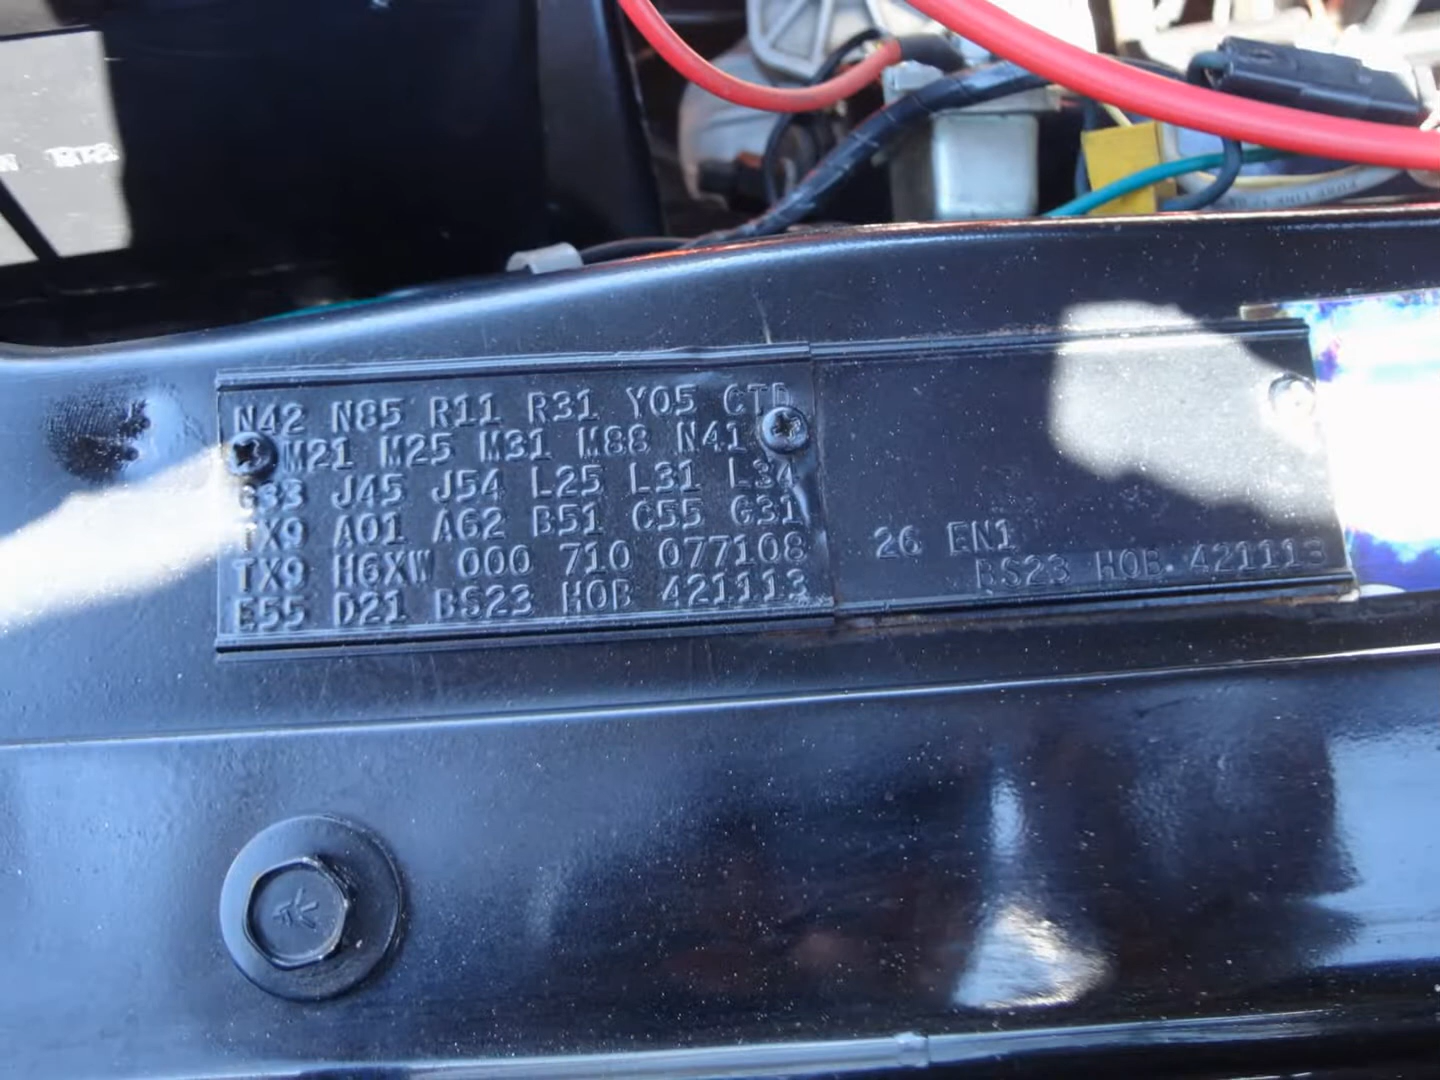 N42 N85 R11 R31 Y05 CTD
M21 M25 M31 M88 N41
G33 J45 J54 L25 L31 L34
TX9 A01 A62 B51 C55 G31
TX9 H6XW 000 710 077108
E55 D21 BS23 H0B 421113
26 EN1
BS23 H0B 421113